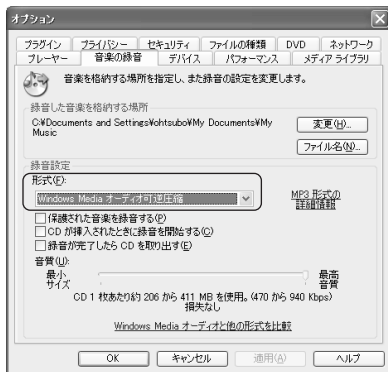 オプション
プラグイン プライバシー セキュリティ ファイルの種類 DVD ネットワーク
プレーヤー 音楽の録音 デバイス パフォーマンス メディア ライブラリ
音楽を格納する場所を指定し、また録音の設定を変更します。
録音した音楽を格納する場所
C:¥Documents and Settings¥ohtsubo¥My Documents¥My Music
変更(H)...
ファイル名(N)...
録音設定
形式(F):
Windows Media オーディオ可逆圧縮
MP3 形式の
詳細情報
保護された音楽を録音する(P)
CD が挿入されたときに録音を開始する(C)
録音が完了したら CD を取り出す(E)
音質(U):
最小
サイズ
最高
音質
CD 1 枚あたり約 206 から 411 MB を使用。(470 から 940 Kbps)
損失なし
Windows Media オーディオと他の形式を比較
OK キャンセル 適用(A) ヘルプ